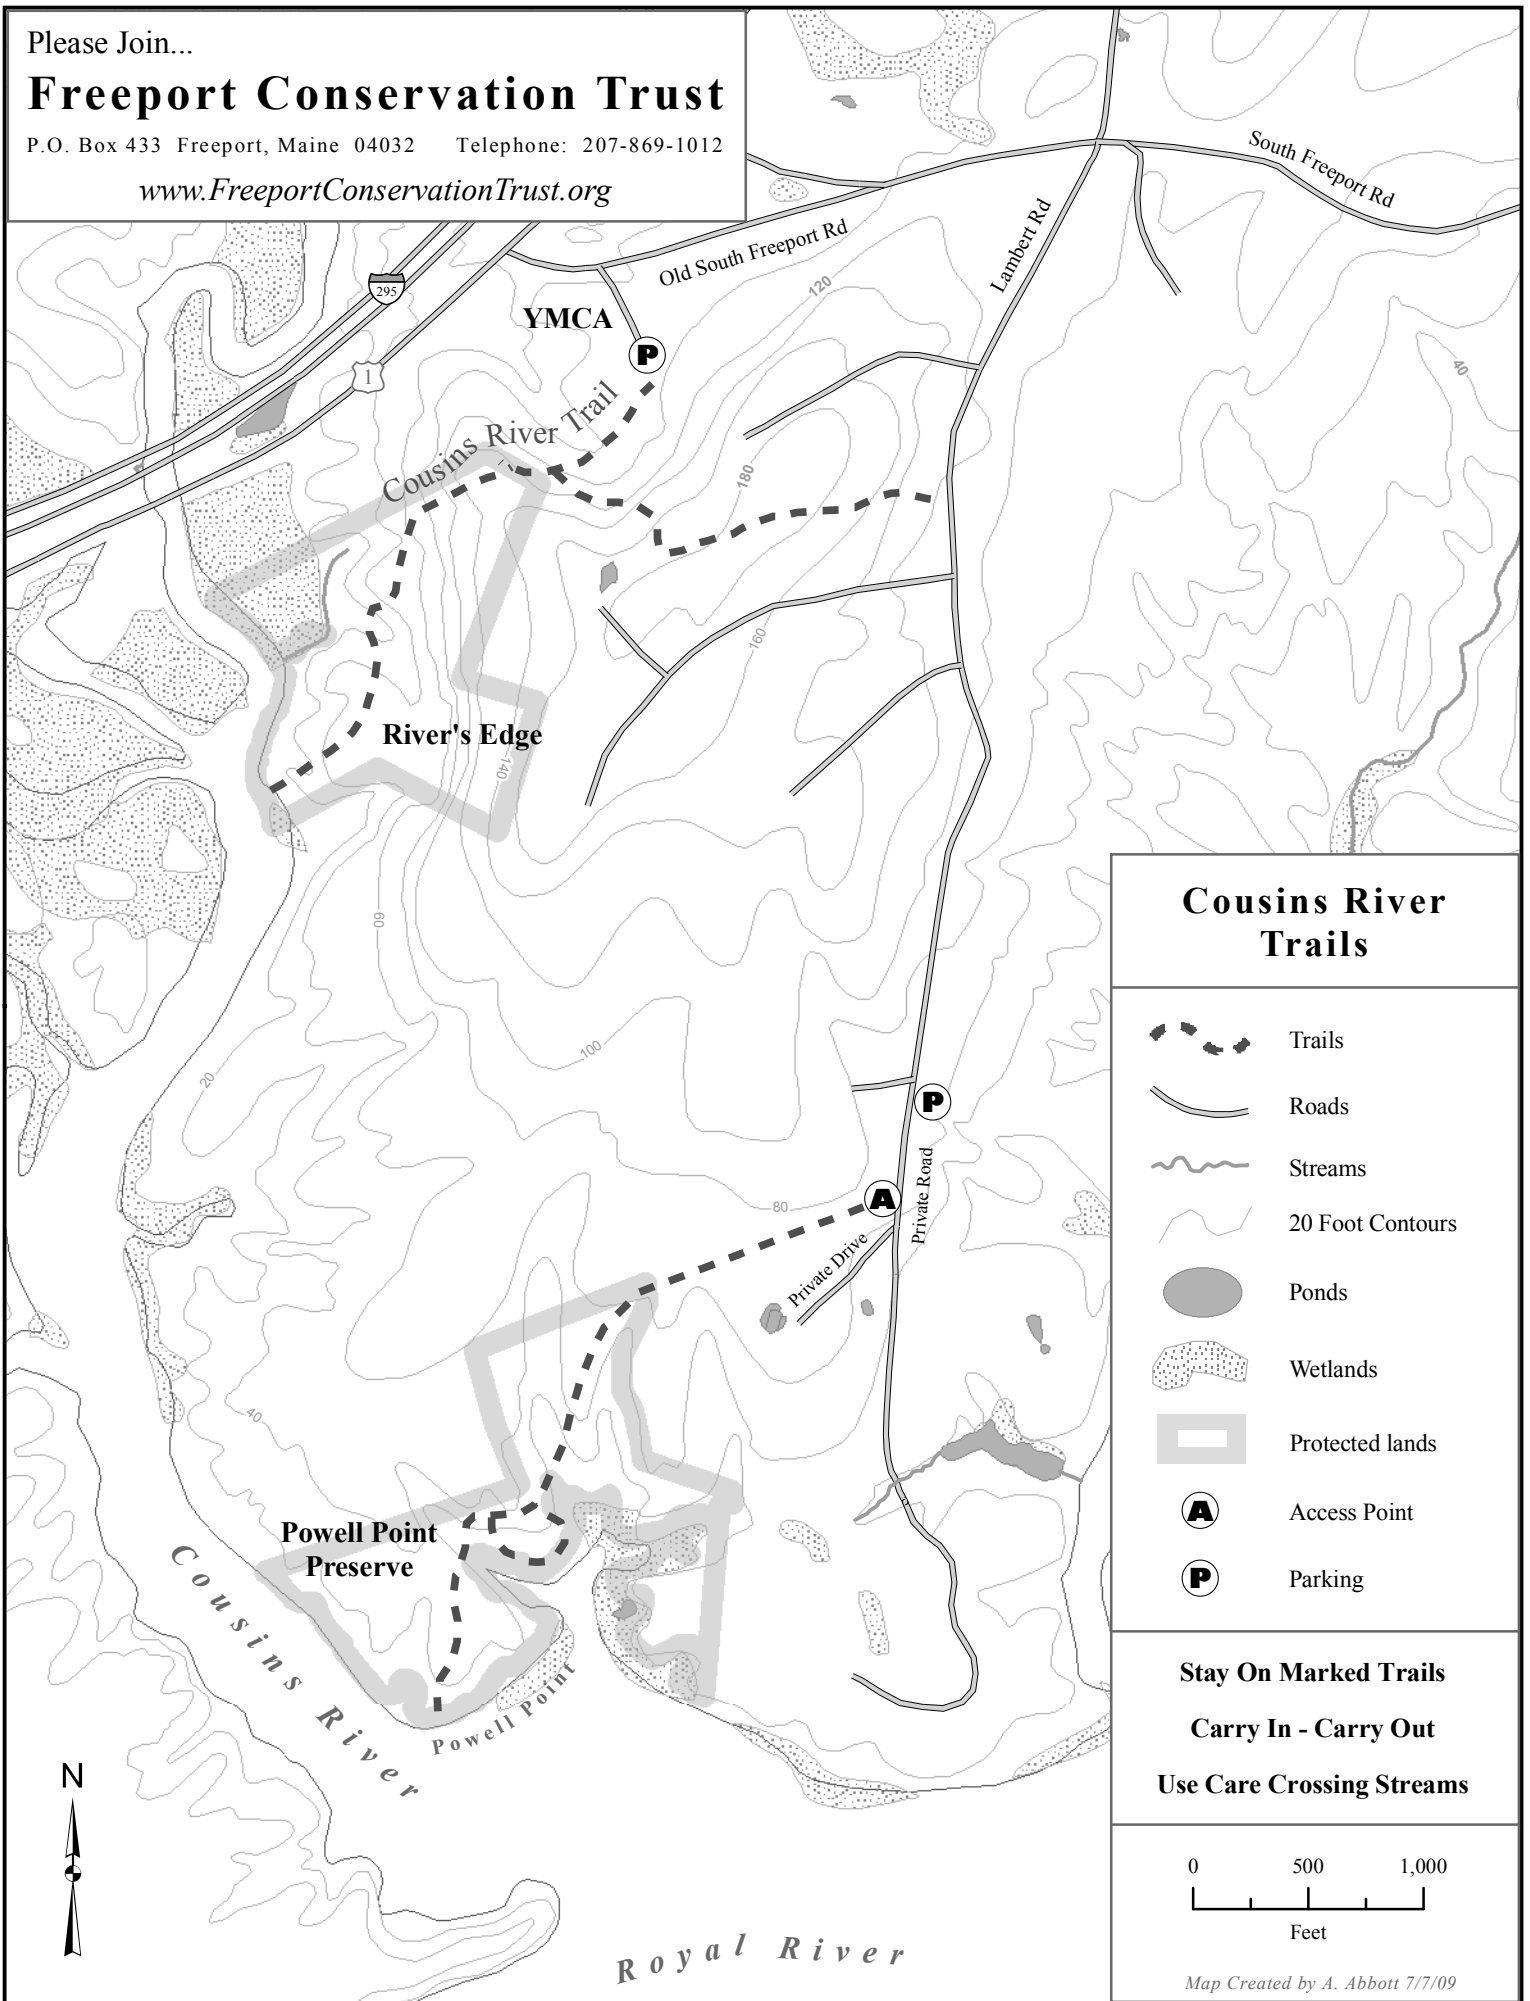 Please Join...
Freeport Conservation Trust
P.O. Box 433 Freeport, Maine 04032 Telephone: 207-869-1012
www.FreeportConservationTrust.org
South Freeport Rd
Old South Freeport Rd
Lambert Rd
295
120
YMCA
P
1
40
Cousins River Trail
180
160
River's Edge
140
60
100
20
P
A
80
Private Road
Private Drive
40
Powell Point
Preserve
Cousins River
Powell Point
N
Royal River
Cousins River
Trails
Trails
Roads
Streams
20 Foot Contours
Ponds
Wetlands
Protected lands
A Access Point
P Parking
Stay On Marked Trails
Carry In - Carry Out
Use Care Crossing Streams
0 500 1,000
Feet
Map Created by A. Abbott 7/7/09